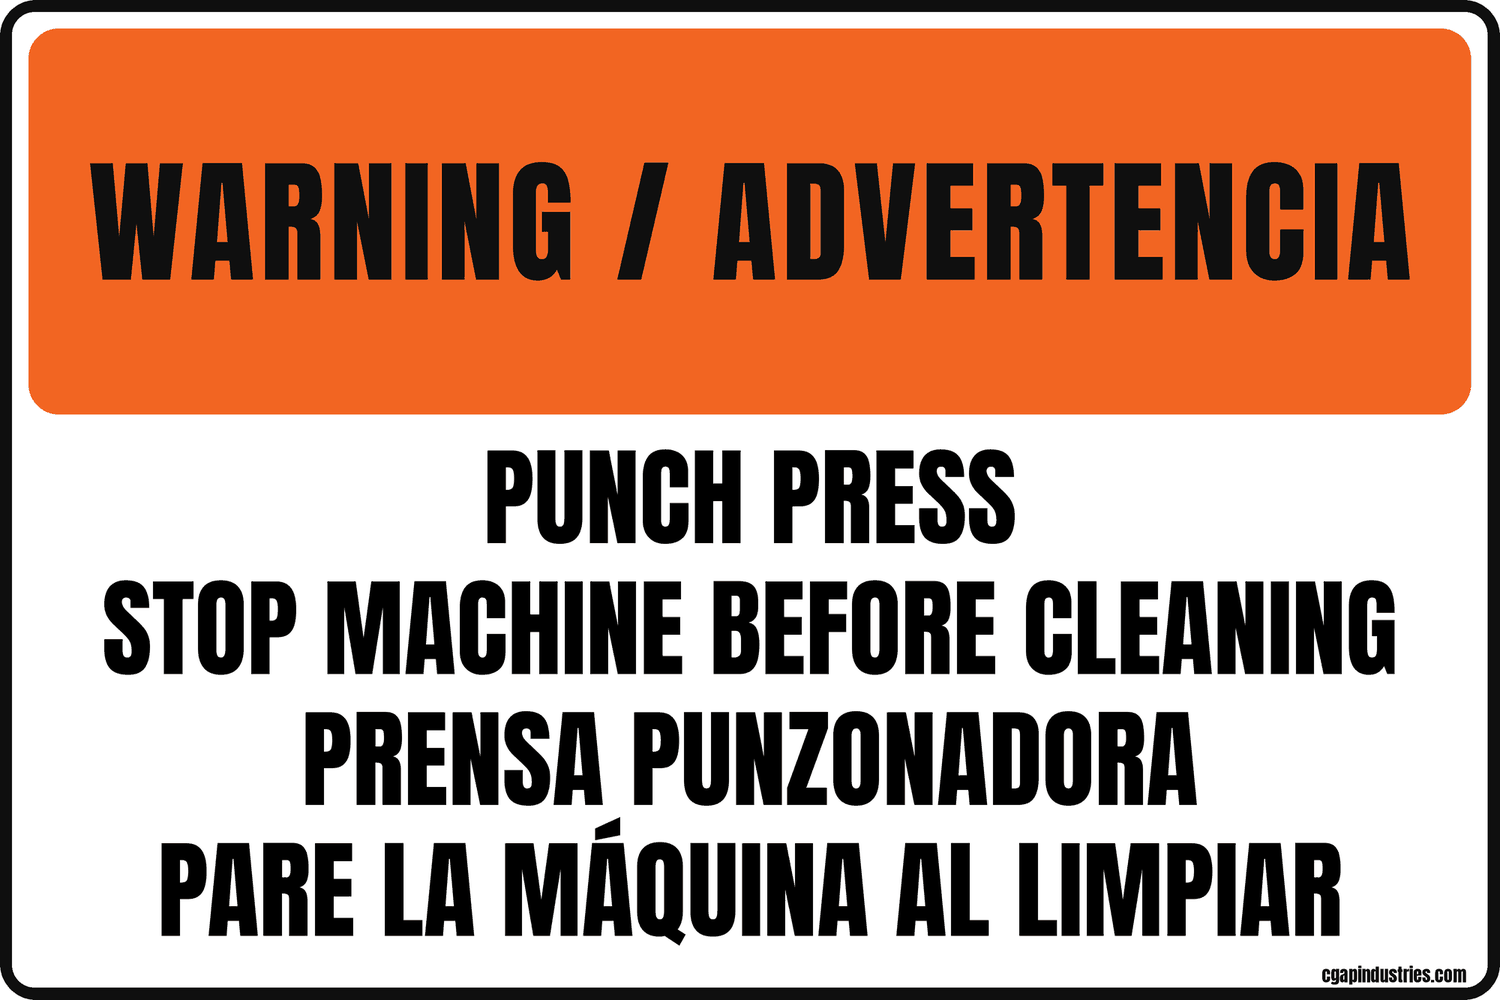 WARNING / ADVERTENCIA
PUNCH PRESS
STOP MACHINE BEFORE CLEANING
PRENSA PUNZONADORA
PARE LA MÁQUINA AL LIMPIAR
cgapindustries.com